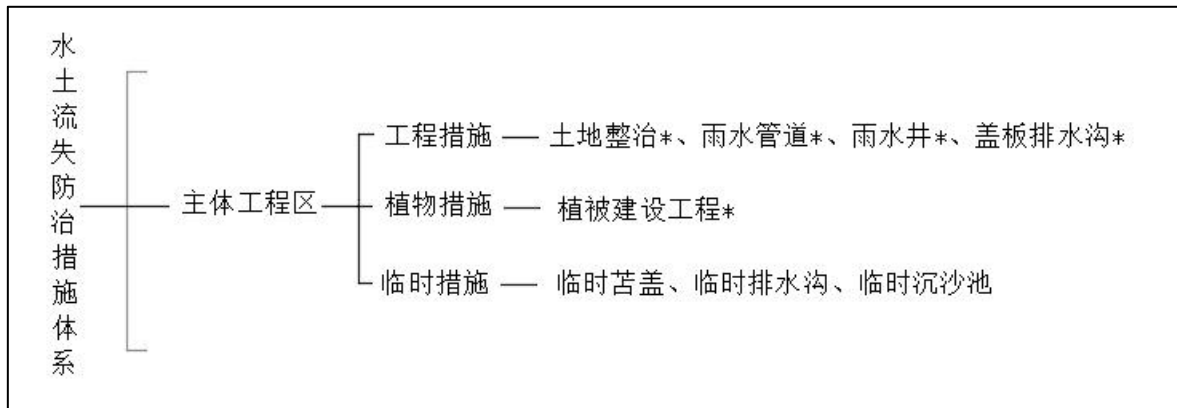 水土流失防治措施体系
主体工程区
工程措施 土地整治*、雨水管道*、雨水井*、盖板排水沟*
植物措施 植被建设工程*
临时措施 临时苫盖、临时排水沟、临时沉沙池